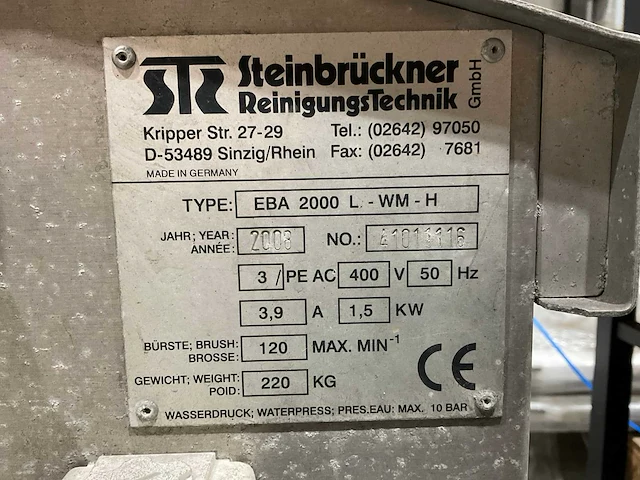 STR Steinbrückner
ReinigungsTechnik GmbH
Kripper Str. 27-29 Tel.: (02642) 97050
D-53489 Sinzig/Rhein Fax: (02642) 7681
MADE IN GERMANY
TYPE: EBA 2000 L - WM - H
JAHR; YEAR: ANNÉE: 2008 NO.:
3 / PE AC 400 V 50 Hz
3,9 A 1,5 KW
BÜRSTE; BRUSH: BROSSE: 120 MAX. MIN⁻¹
CE
GEWICHT; WEIGHT: POID: 220 KG
WASSERDRUCK; WATERPRESS; PRES.EAU; MAX. 10 BAR